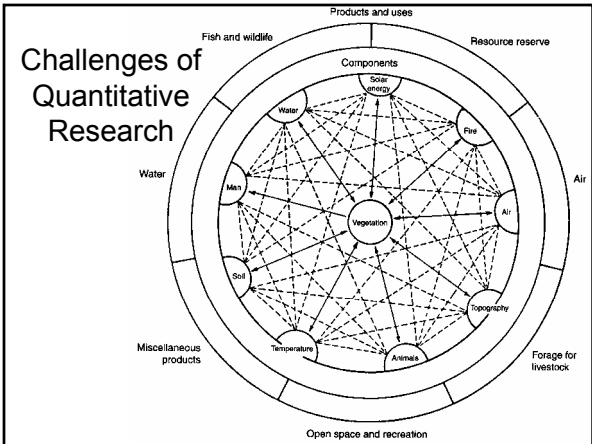 Products and uses
Fish and wildlife
Resource reserve
Challenges of
Quantitative
Research
Components
Solar
energy
Water
Fire
Water
Air
Man
Air
Vegetation
Soil
Topography
Temperature
Animals
Miscellaneous
products
Forage for
livestock
Open space and recreation